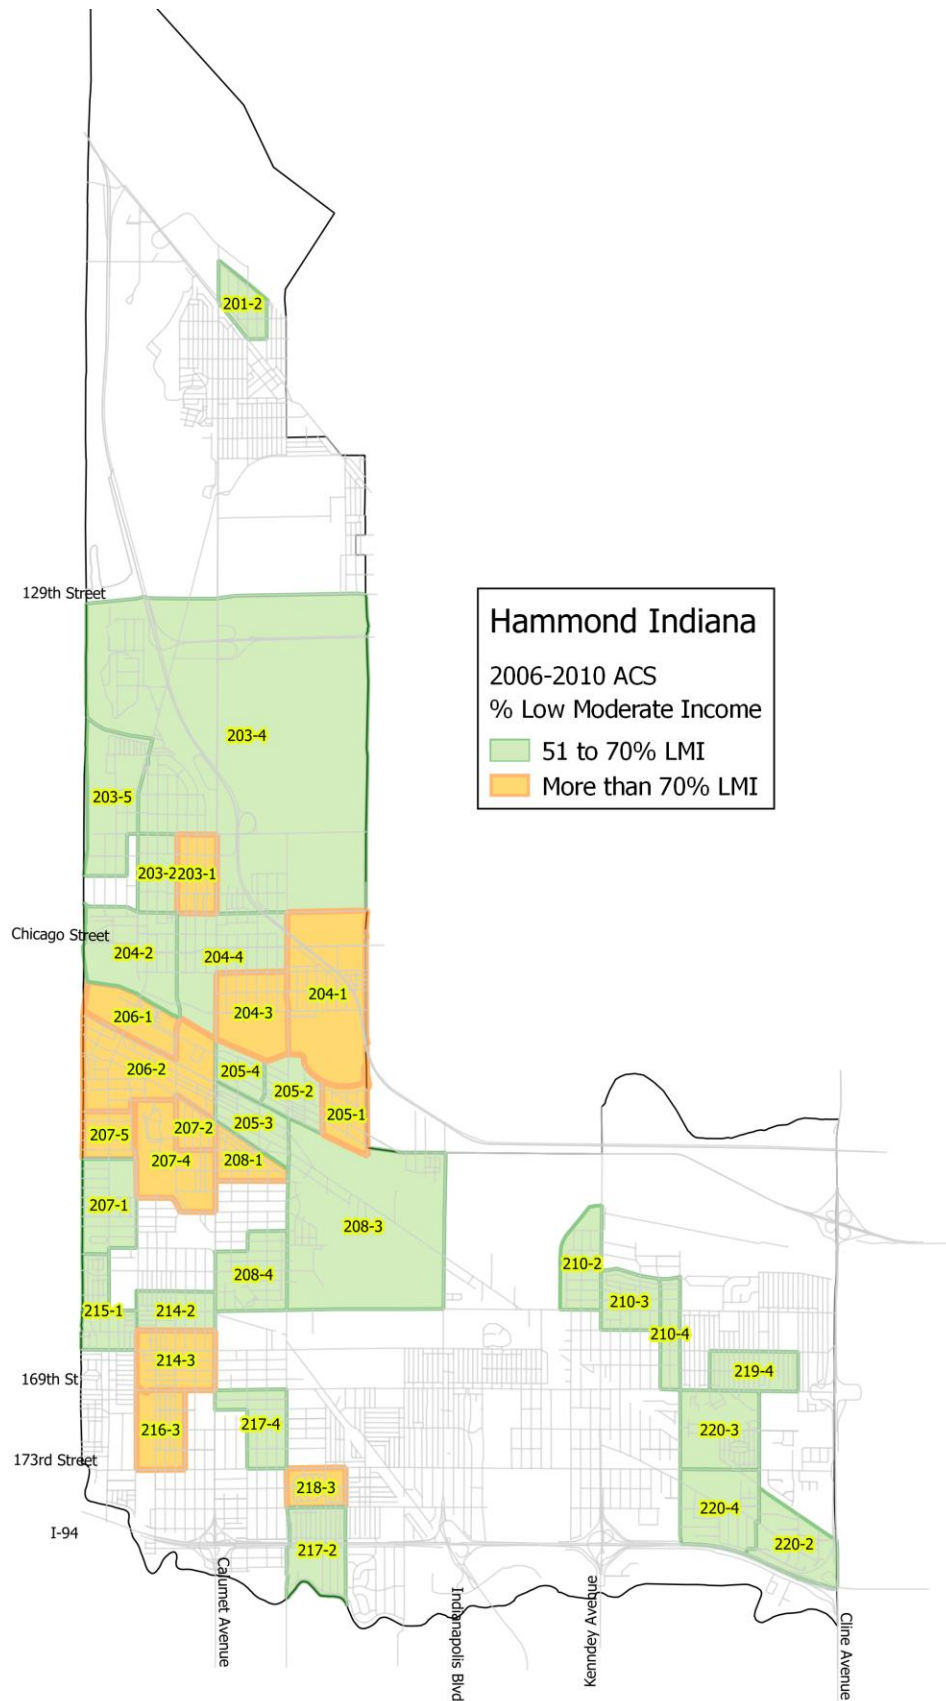 201-2
129th Street
Hammond Indiana
2006-2010 ACS
% Low Moderate Income
51 to 70% LMI
More than 70% LMI
203-4
203-5
203-2
203-1
Chicago Street
204-2
204-4
204-1
204-3
206-1
206-2
205-4
205-2
205-1
205-3
207-2
207-5
207-4
208-1
207-1
208-3
208-4
210-2
210-3
215-1
214-2
210-4
214-3
219-4
169th St
217-4
216-3
220-3
173rd Street
218-3
220-4
I-94
217-2
220-2
Calumet Avenue
Indianapolis Blvd
Kenndey Avenue
Cline Avenue